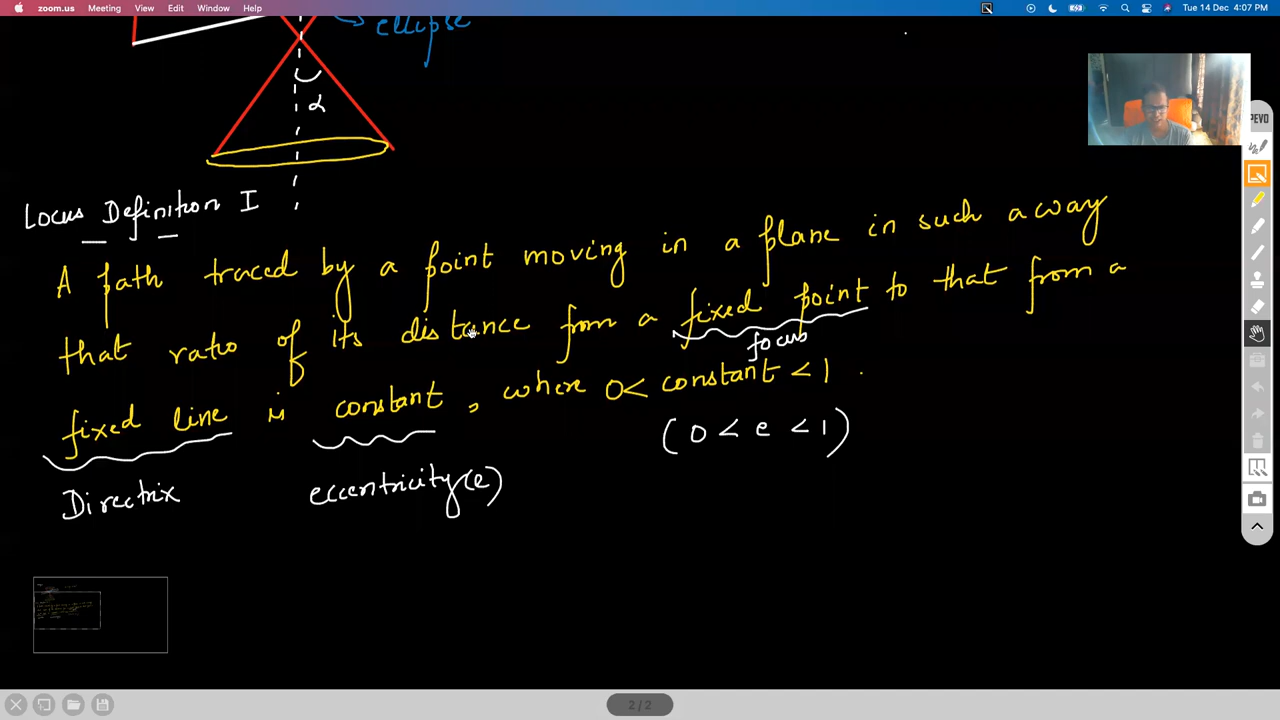 zoom.us Meeting View Edit Window Help Tue 14 Dec 4:07 PM
ellipse
α
EVO
Locus Definition I
A path traced by a point moving in a plane in such a way
that ratio of its distance from a fixed point to that from a
focus
fixed line is constant, where 0 < constant < 1.
(0 < e < 1)
Directrix eccentricity(e)
2 / 2